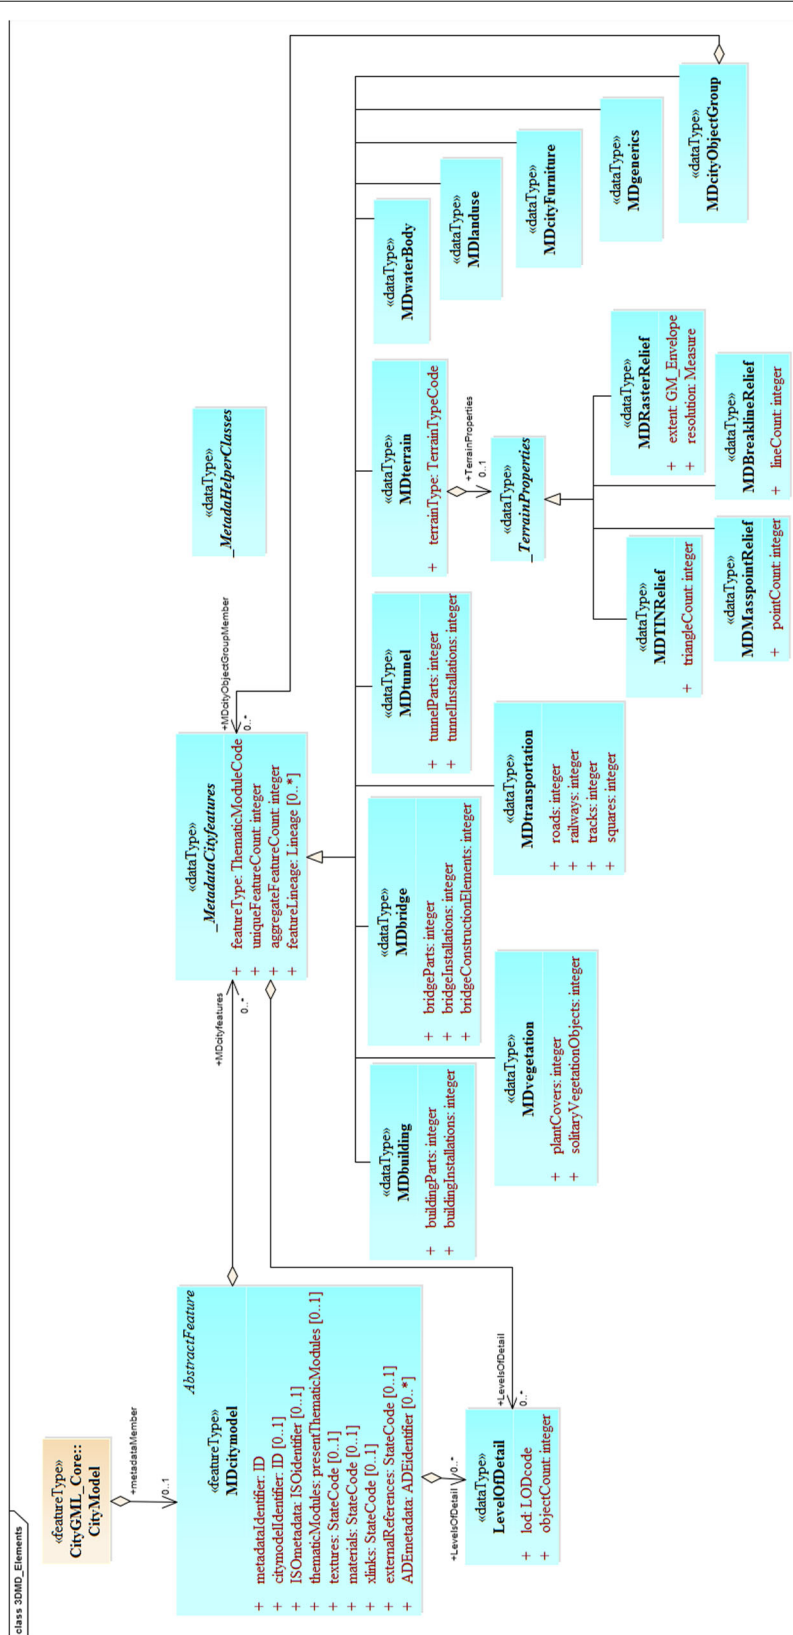 class 3DMD_Elements
«featureType»
CityGML_Core::
CityModel
+metadataMember
0..1
AbstractFeature
«featureType»
MDcitymodel
+ metadataIdentifier: ID
+ citymodelIdentifier: ID [0..1]
+ ISOmetadata: ISOidentifier [0..1]
+ thematicModules: presentThematicModules [0..1]
+ textures: StateCode [0..1]
+ materials: StateCode [0..1]
+ xlinks: StateCode [0..1]
+ externalReferences: StateCode [0..1]
+ ADEmetadata: ADEidentifier [0..*]
+LevelsOfDetail
0..*
«dataType»
LevelOfDetail
+ lod: LODcode
+ objectCount: integer
+LevelsOfDetail
0..*
+MDcityfeatures
0..*
«dataType»
_MetadataCityfeatures
+ featureType: ThematicModuleCode
+ uniqueFeatureCount: integer
+ aggregateFeatureCount: integer
+ featureLineage: Lineage [0..*]
+MDcityObjectGroupMember
0..*
«dataType»
_MetadaHelperClasses
«dataType»
MDbuilding
+ buildingParts: integer
+ buildingInstallations: integer
«dataType»
MDvegetation
+ plantCovers: integer
+ solitaryVegetationObjects: integer
«dataType»
MDbridge
+ bridgeParts: integer
+ bridgeInstallations: integer
+ bridgeConstructionElements: integer
«dataType»
MDtransportation
+ roads: integer
+ railways: integer
+ tracks: integer
+ squares: integer
«dataType»
MDtunnel
+ tunnelParts: integer
+ tunnelInstallations: integer
«dataType»
MDterrain
+ terrainType: TerrainTypeCode
+TerrainProperties
0..1
«dataType»
_TerrainProperties
«dataType»
MDTINRelief
+ triangleCount: integer
«dataType»
MDMasspointRelief
+ pointCount: integer
«dataType»
MDRasterRelief
+ extent: GM_Envelope
+ resolution: Measure
«dataType»
MDBreaklineRelief
+ lineCount: integer
«dataType»
MDwaterBody
«dataType»
MDlanduse
«dataType»
MDcityFurniture
«dataType»
MDgenerics
«dataType»
MDcityObjectGroup